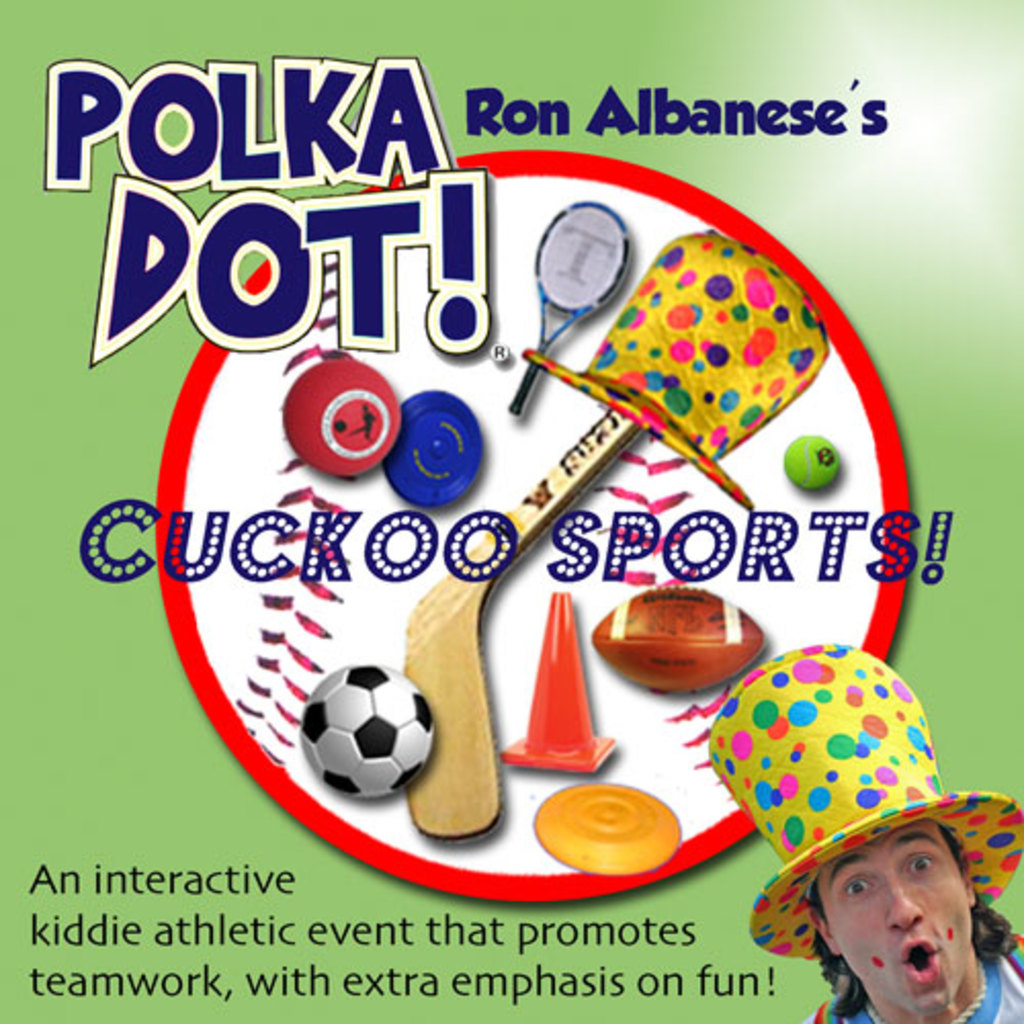 POLKA
DOT!®
Ron Albanese's
CUCKOO SPORTS!
NFL
An interactive
kiddie athletic event that promotes
teamwork, with extra emphasis on fun!